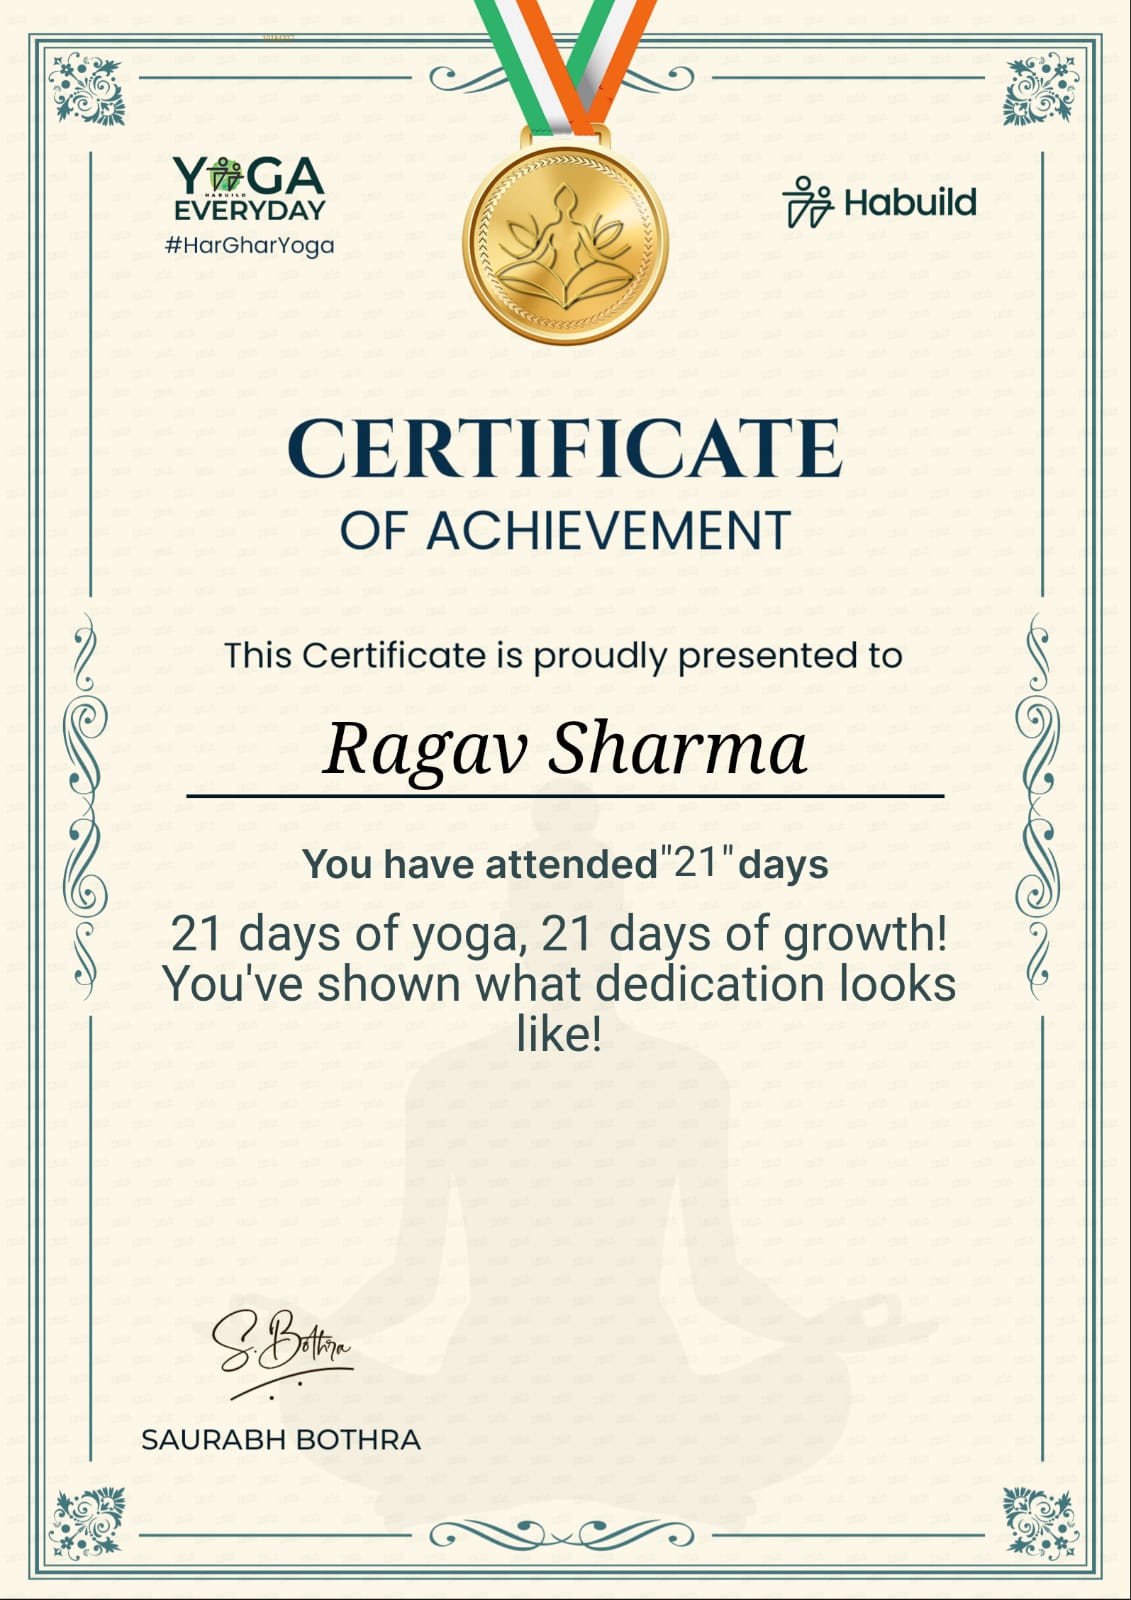 YOGA
HABUILD
EVERYDAY
#HarGharYoga
Habuild
CERTIFICATE
OF ACHIEVEMENT
This Certificate is proudly presented to
Ragav Sharma
You have attended"21"days
21 days of yoga, 21 days of growth!
You've shown what dedication looks
like!
S. Bothra
SAURABH BOTHRA